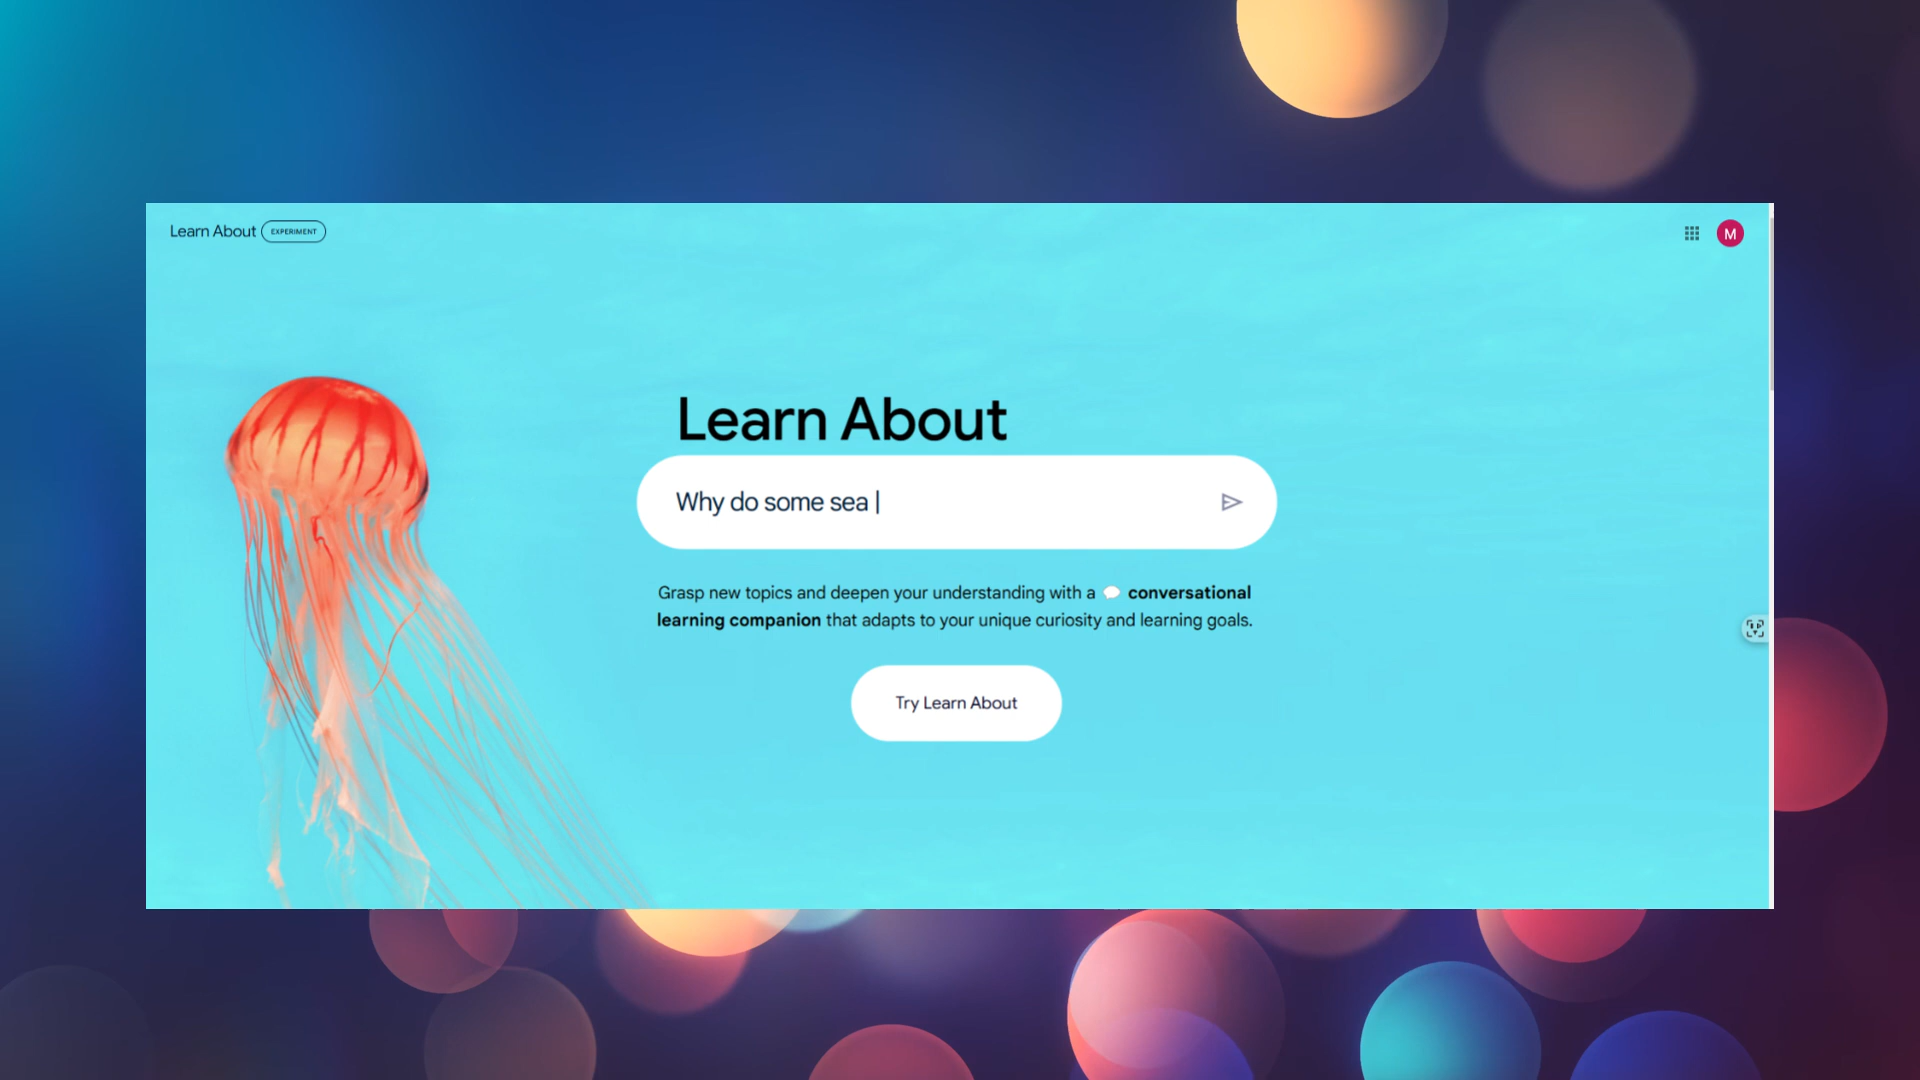 Learn About EXPERIMENT
M
Learn About
Why do some sea
Grasp new topics and deepen your understanding with a conversational
learning companion that adapts to your unique curiosity and learning goals.
Try Learn About